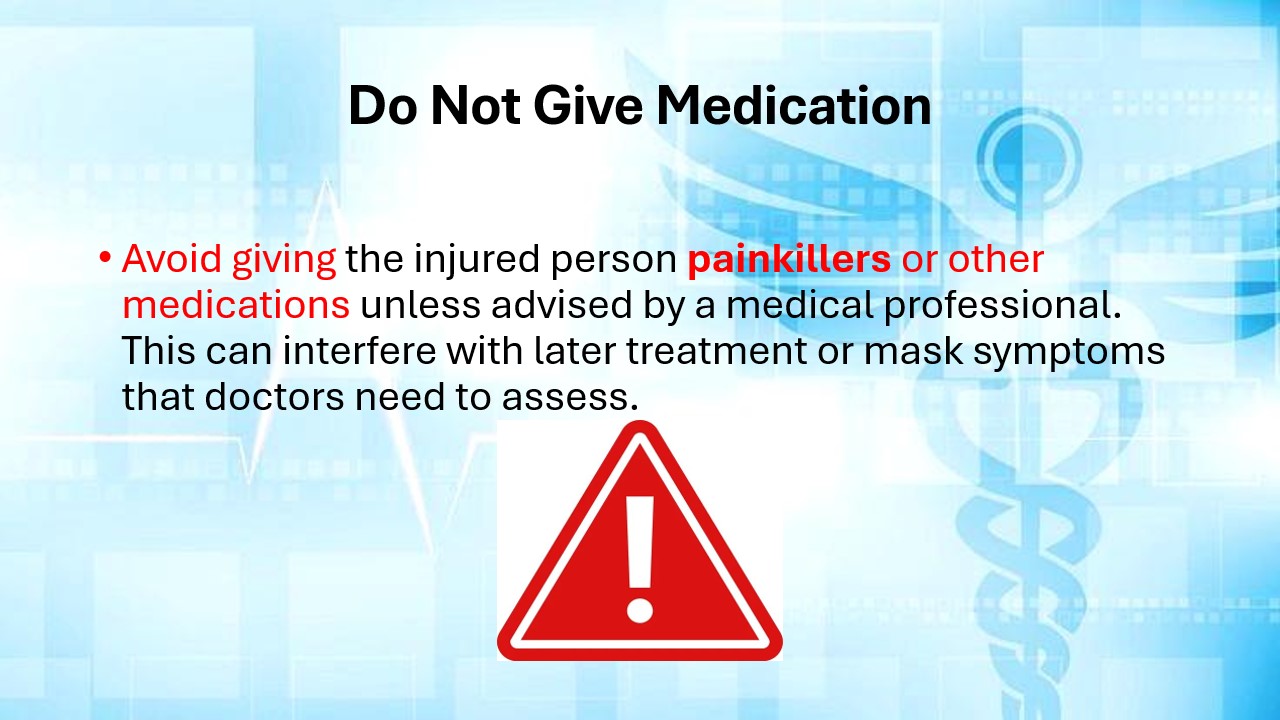 Do Not Give Medication
• Avoid giving the injured person painkillers or other
medications unless advised by a medical professional.
This can interfere with later treatment or mask symptoms
that doctors need to assess.